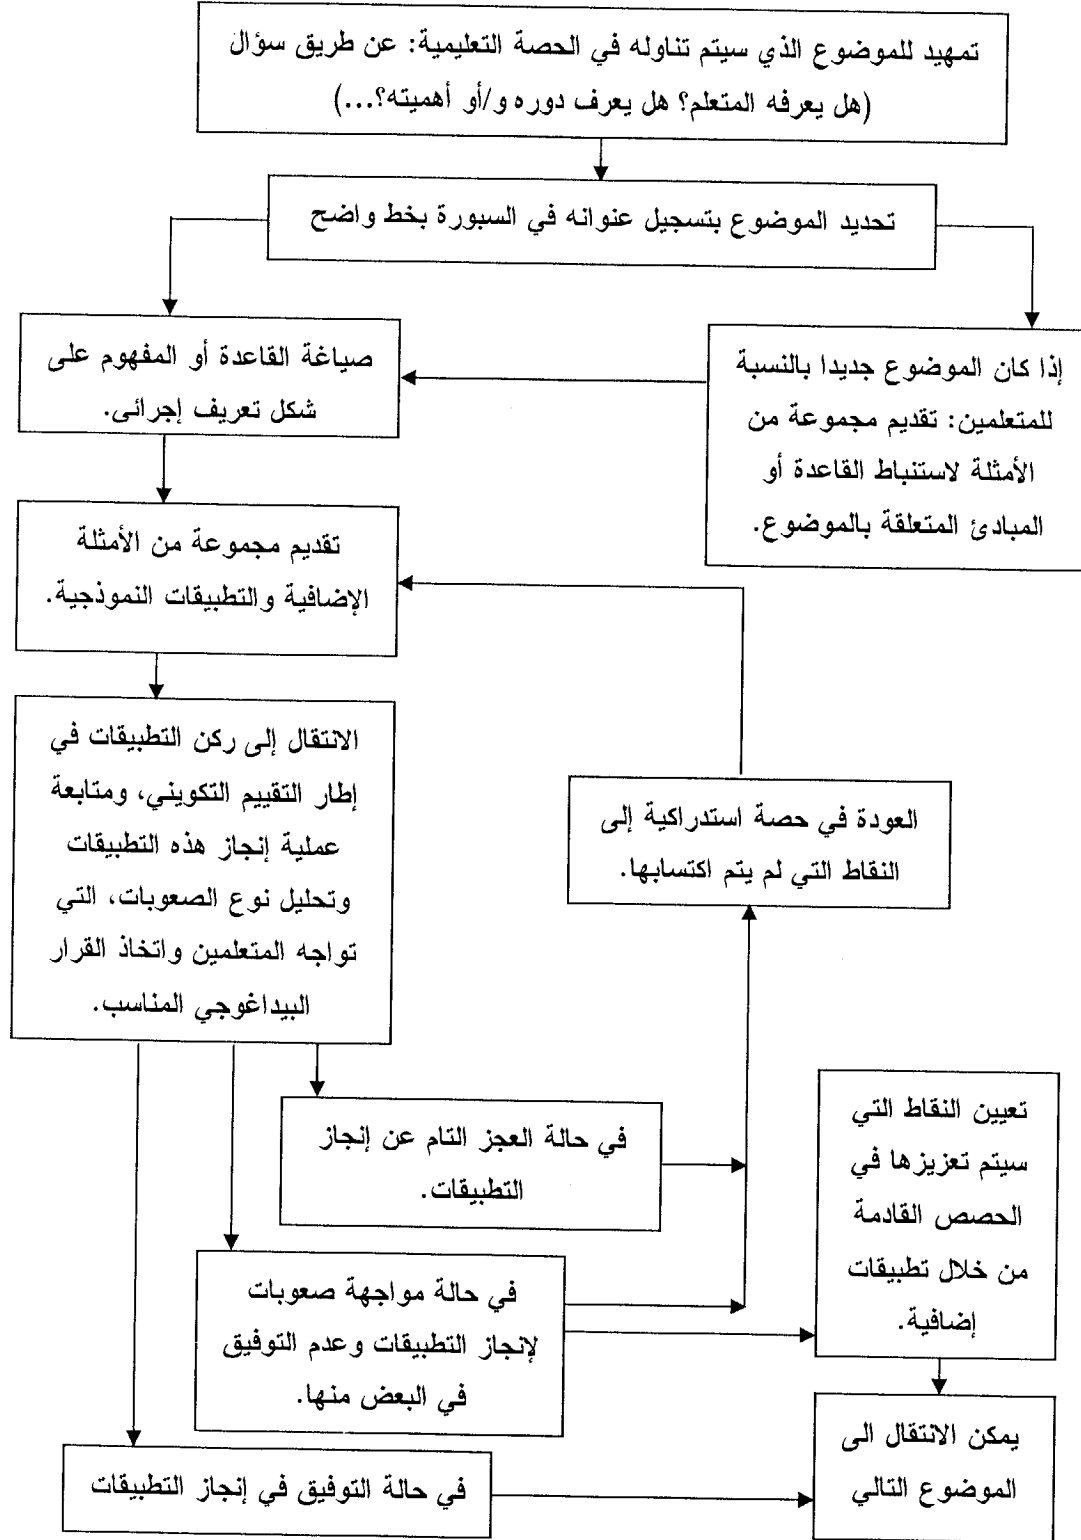 تمهيد للموضوع الذي سيتم تناوله في الحصة التعليمية: عن طريق سؤال
(هل يعرفه المتعلم؟ هل يعرف دوره و/أو أهميته؟...)
تحديد الموضوع بتسجيل عنوانه في السبورة بخط واضح
إذا كان الموضوع جديدا بالنسبة
للمتعلمين: تقديم مجموعة من
الأمثلة لاستنباط القاعدة أو
المبادئ المتعلقة بالموضوع.
صياغة القاعدة أو المفهوم على
شكل تعريف إجرائي.
تقديم مجموعة من الأمثلة
الإضافية والتطبيقات النموذجية.
الانتقال إلى ركن التطبيقات في
إطار التقييم التكويني، ومتابعة
عملية إنجاز هذه التطبيقات
وتحليل نوع الصعوبات، التي
تواجه المتعلمين واتخاذ القرار
البيداغوجي المناسب.
العودة في حصة استدراكية إلى
النقاط التي لم يتم اكتسابها.
في حالة العجز التام عن إنجاز
التطبيقات.
تعيين النقاط التي
سيتم تعزيزها في
الحصص القادمة
من خلال تطبيقات
إضافية.
في حالة مواجهة صعوبات
لإنجاز التطبيقات وعدم التوفيق
في البعض منها.
يمكن الانتقال الى
الموضوع التالي
في حالة التوفيق في إنجاز التطبيقات